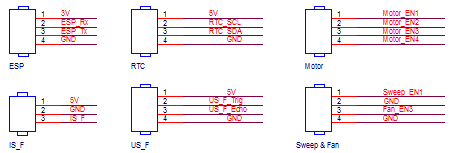 1 3V
2 ESP_Rx
3 ESP_Tx
4 GND
ESP
1 5V
2 RTC_SCL
3 RTC_SDA
4 GND
RTC
1 Motor_EN1
2 Motor_EN2
3 Motor_EN3
4 Motor_EN4
Motor
1 5V
2 GND
3 IS_F
IS_F
1 5V
2 US_F_Trig
3 US_F_Echo
4 GND
US_F
1 Sweep_EN1
2 GND
3 Fan_EN3
4 GND
Sweep & Fan